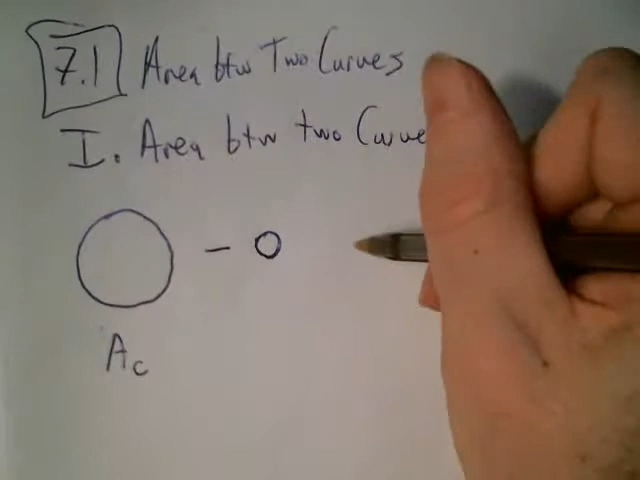 7.1 Area btw Two Curves
I. Area btw two Curve
— 
Ac